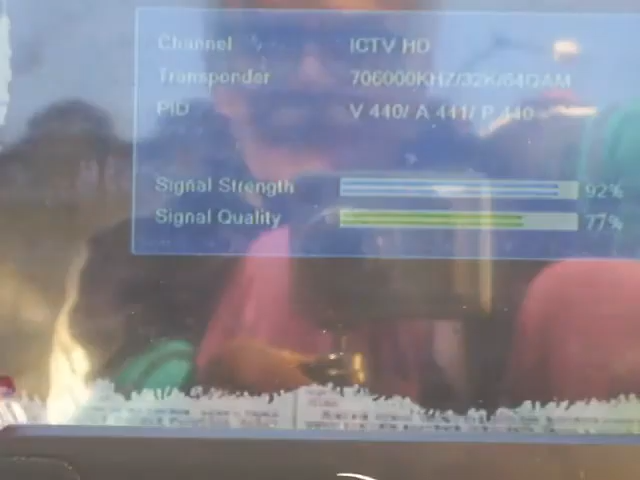 Channel ICTV HD
Transponder 706000KHZ/32K/64QAM
PID V 440/ A 441/ P 440
Signal Strength 92%
Signal Quality 77%